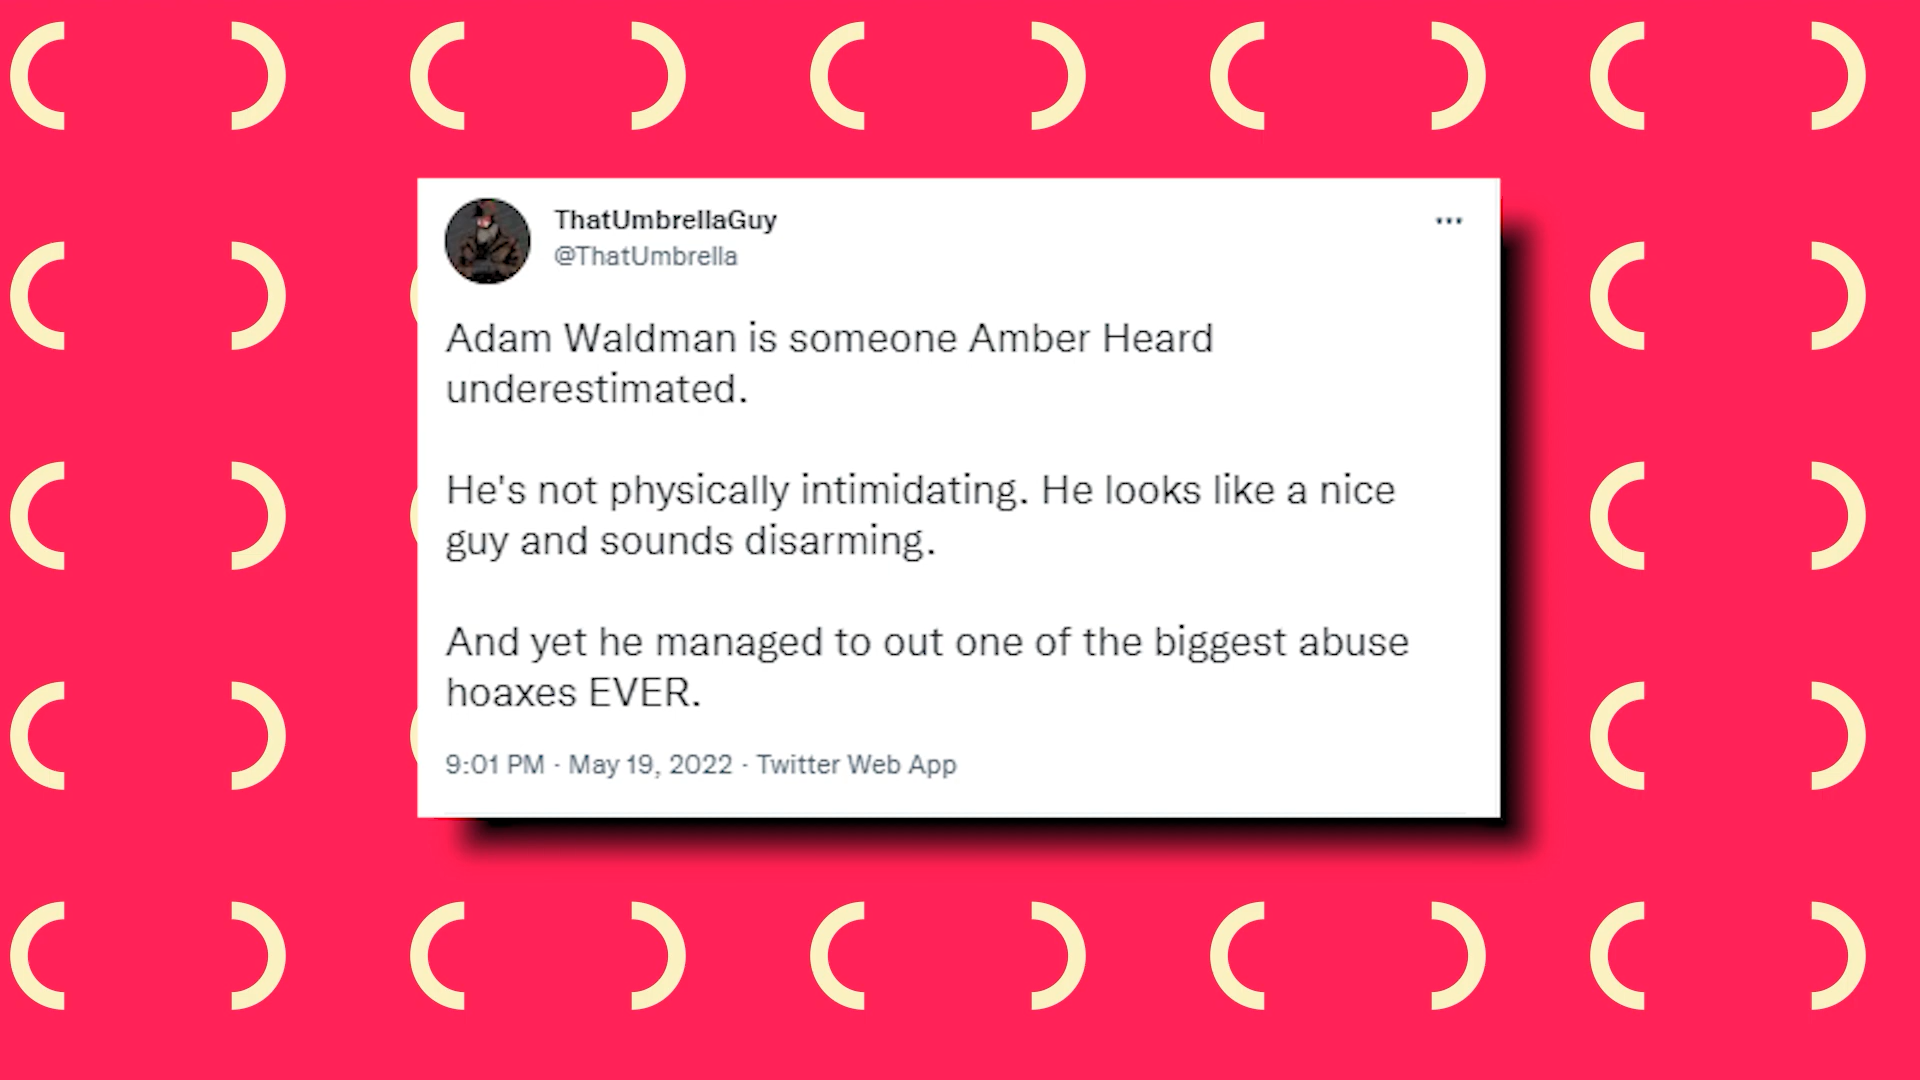 ThatUmbrellaGuy
@ThatUmbrella
Adam Waldman is someone Amber Heard
underestimated.
He's not physically intimidating. He looks like a nice
guy and sounds disarming.
And yet he managed to out one of the biggest abuse
hoaxes EVER.
9:01 PM · May 19, 2022 · Twitter Web App